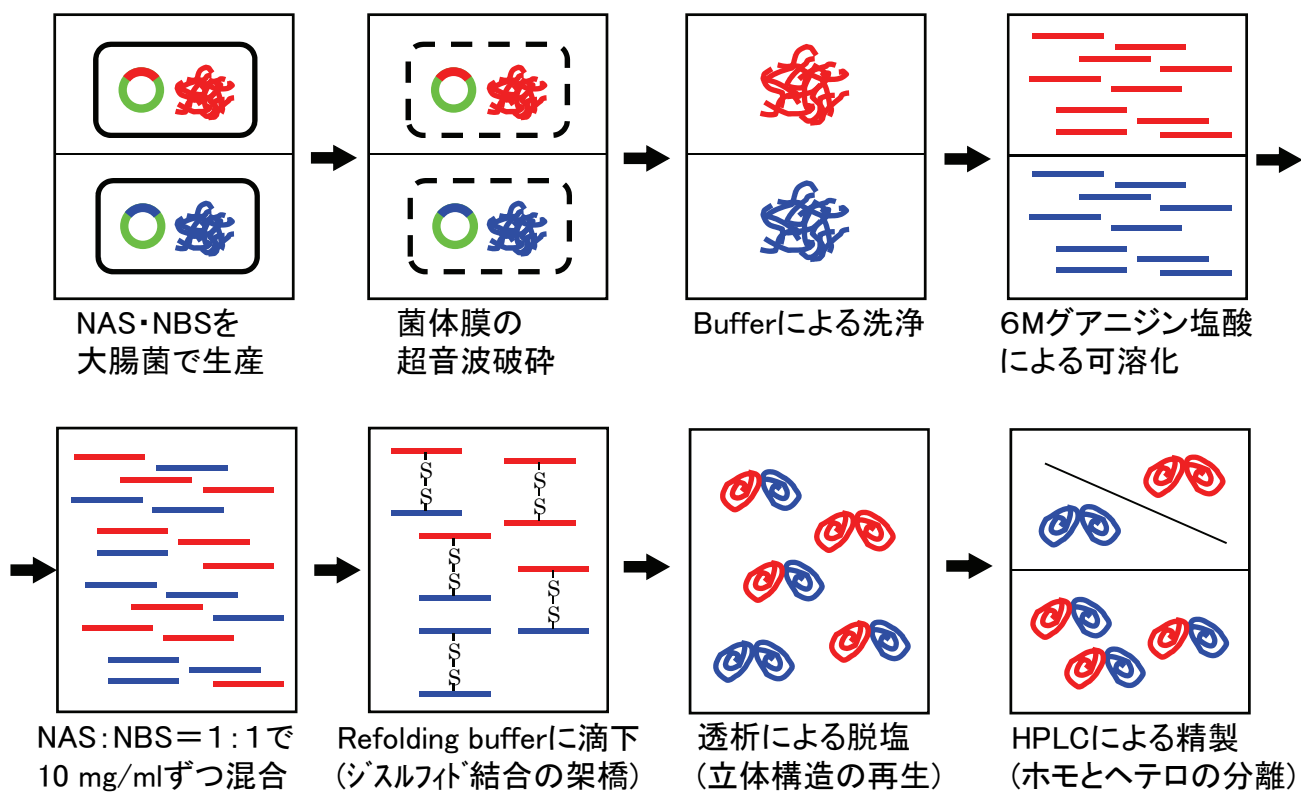 NAS・NBSを
大腸菌で生産
菌体膜の
超音波破砕
Bufferによる洗浄
6Mグアニジン塩酸
による可溶化
S
S
S
S
S
S
S
S
S
S
NAS:NBS=1:1で
10 mg/mlずつ混合
Refolding bufferに滴下
(ジスルフィド結合の架橋)
透析による脱塩
(立体構造の再生)
HPLCによる精製
(ホモとヘテロの分離)